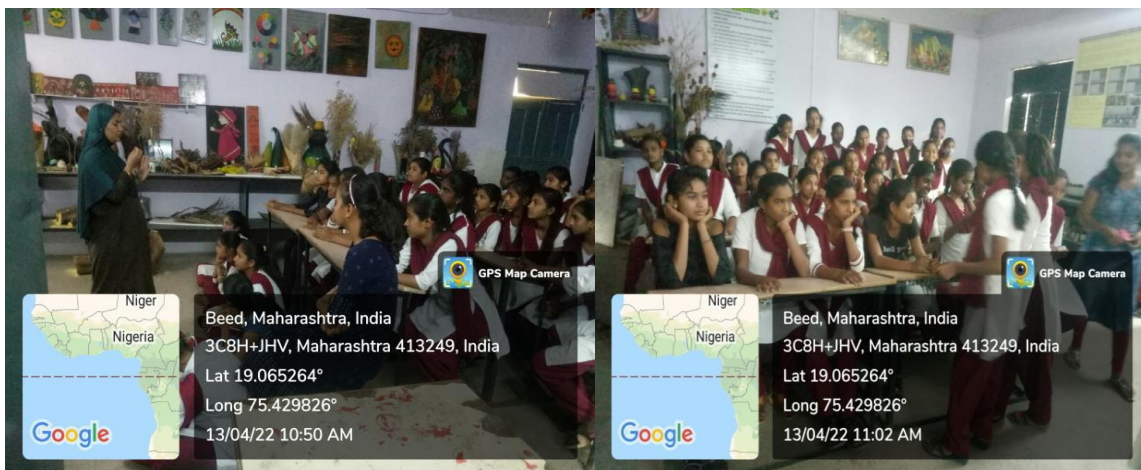 GPS Map Camera
Niger
Nigeria
Google
Beed, Maharashtra, India
3C8H+JHV, Maharashtra 413249, India
Lat 19.065264°
Long 75.429826°
13/04/22 10:50 AM
GPS Map Camera
Niger
Nigeria
Google
Beed, Maharashtra, India
3C8H+JHV, Maharashtra 413249, India
Lat 19.065264°
Long 75.429826°
13/04/22 11:02 AM